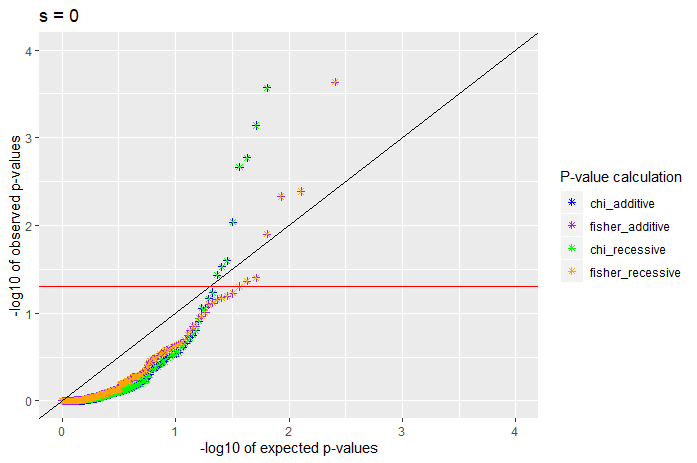 s = 0
-log10 of observed p-values
4
3
2
1
0
0
1
2
3
4
-log10 of expected p-values
P-value calculation
chi_additive
fisher_additive
chi_recessive
fisher_recessive